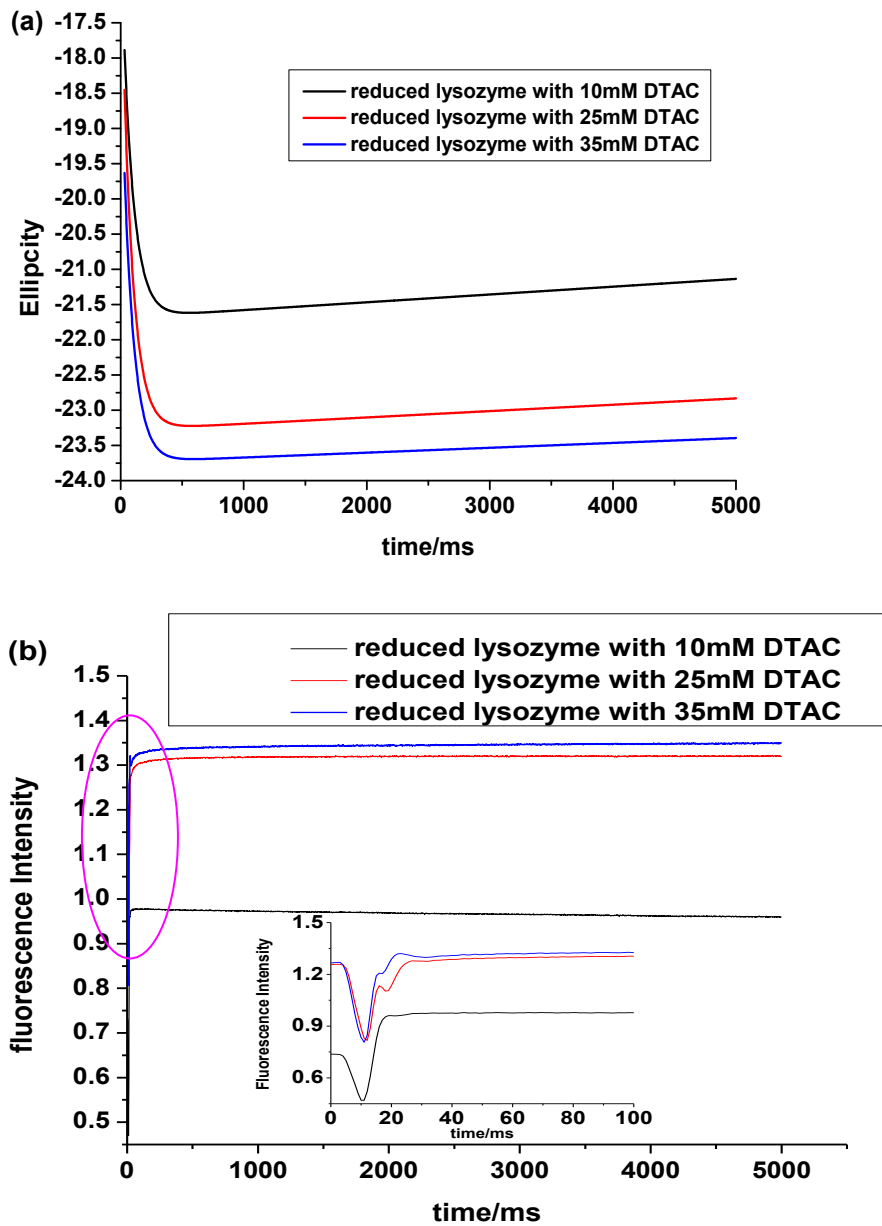 (a)
-17.5
-18.0
-18.5
-19.0
-19.5
-20.0
-20.5
-21.0
-21.5
-22.0
-22.5
-23.0
-23.5
-24.0
Ellipcity
reduced lysozyme with 10mM DTAC
reduced lysozyme with 25mM DTAC
reduced lysozyme with 35mM DTAC
0 1000 2000 3000 4000 5000
time/ms
(b)
reduced lysozyme with 10mM DTAC
reduced lysozyme with 25mM DTAC
reduced lysozyme with 35mM DTAC
1.5
1.4
1.3
1.2
1.1
1.0
0.9
0.8
0.7
0.6
0.5
fluorescence Intensity
1.5
1.2
0.9
0.6
Fluorescence Intensity
0 20 40 60 80 100
time/ms
0 1000 2000 3000 4000 5000
time/ms